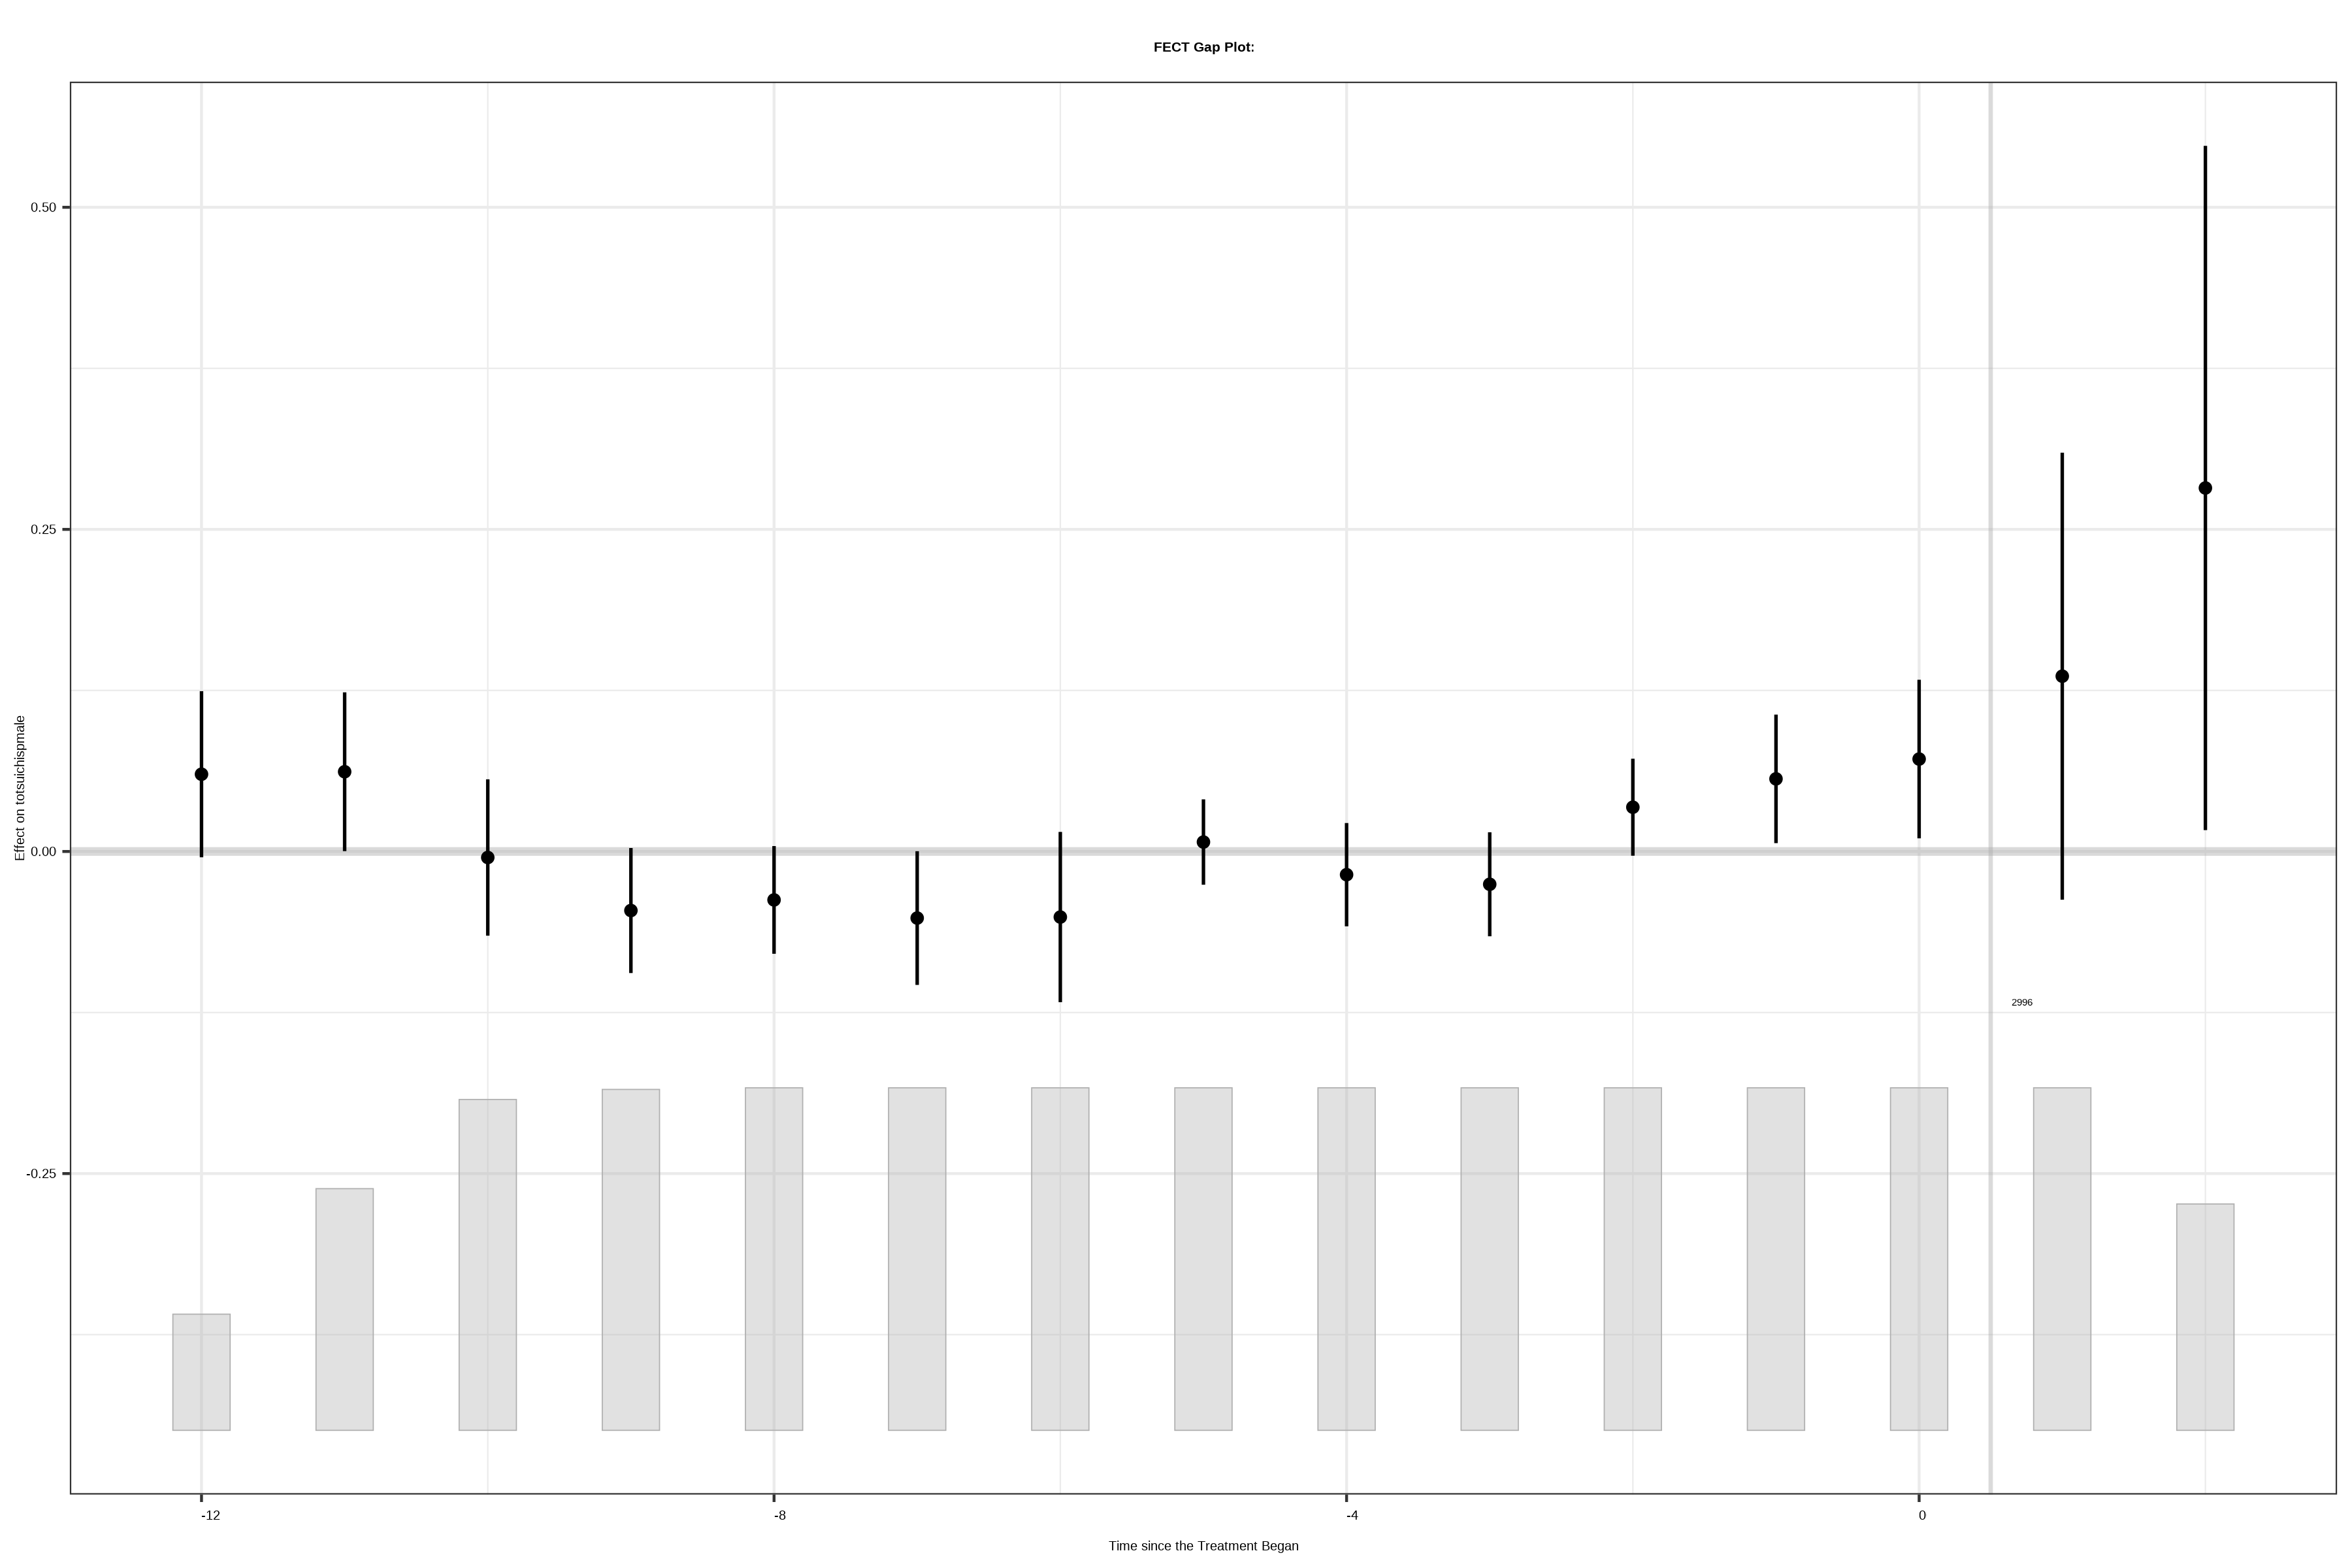 FECT Gap Plot:
0.50
0.25
0.00
-0.25
Effect on totsuichispmale
2996
-12 -8 -4 0
Time since the Treatment Began